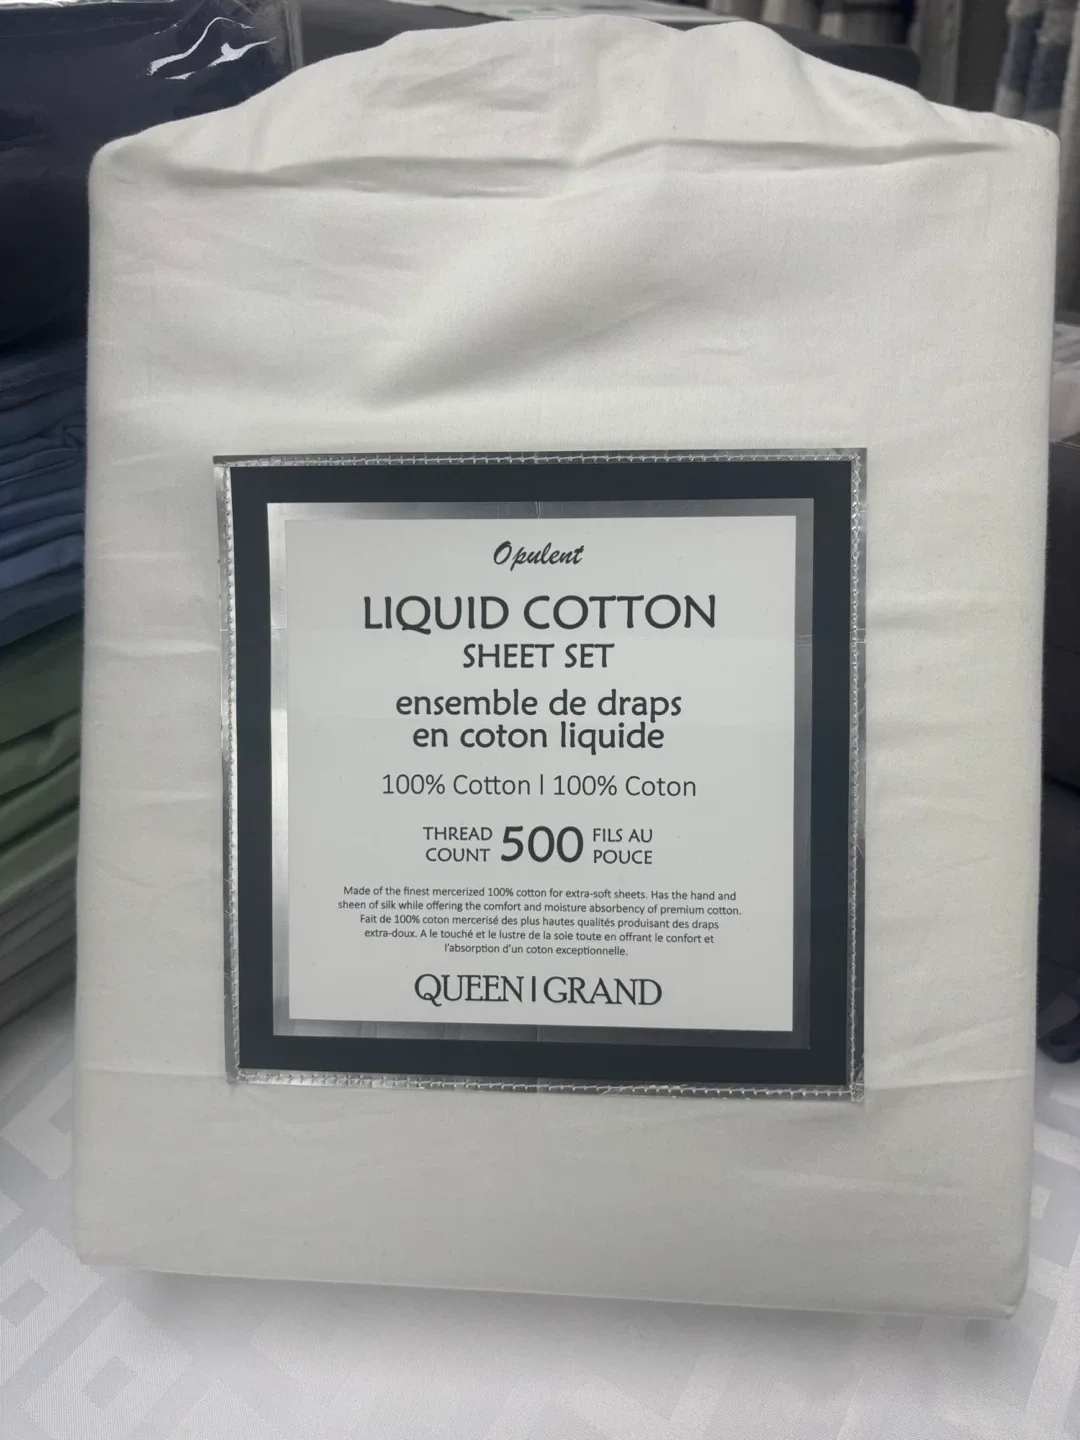 Opulent
LIQUID COTTON
SHEET SET
ensemble de draps
en coton liquide
100% Cotton | 100% Coton
THREAD COUNT 500 FILS AU POUCE
Made of the finest mercerized 100% cotton for extra-soft sheets. Has the hand and
sheen of silk while offering the comfort and moisture absorbency of premium cotton.
Fait de 100% coton mercerisé des plus hautes qualités produisant des draps
extra-doux. A le touché et le lustre de la soie toute en offrant le confort et
l'absorption d'un coton exceptionnelle.
QUEEN | GRAND